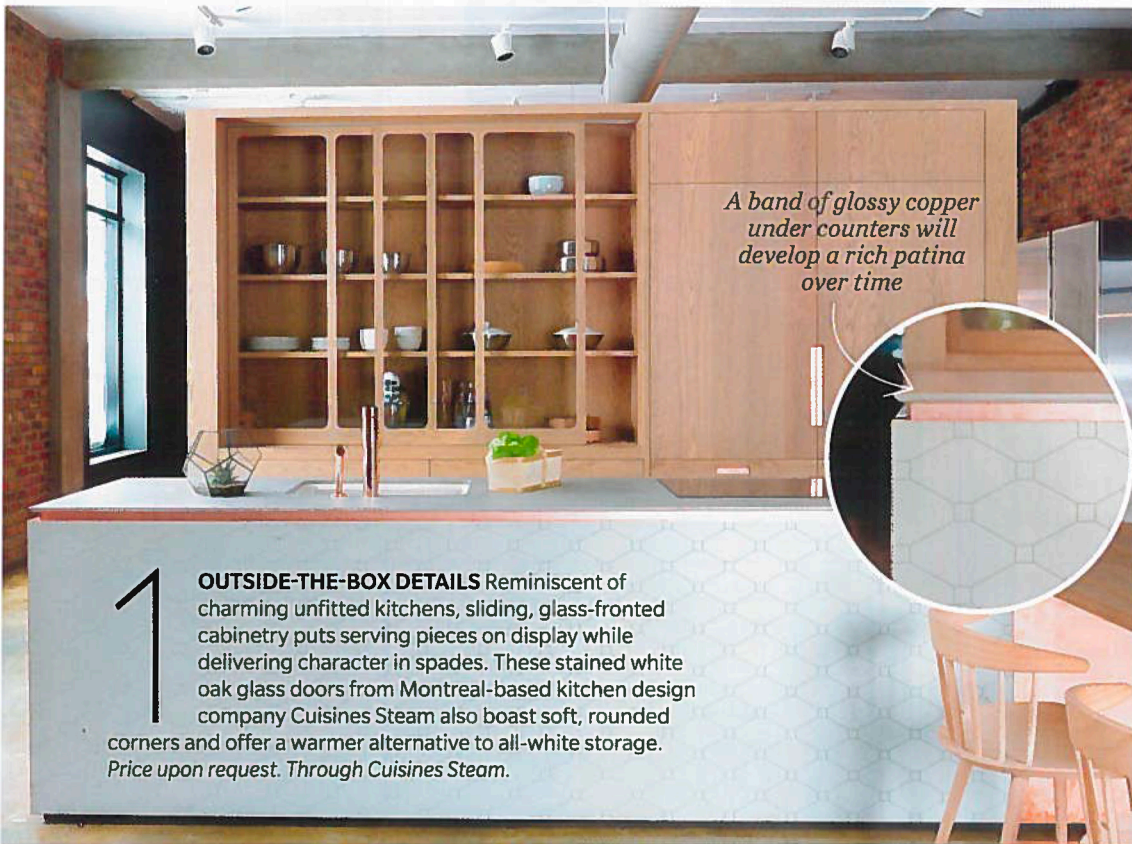 A band of glossy copper
under counters will
develop a rich patina
over time
1
OUTSIDE-THE-BOX DETAILS Reminiscent of
charming unfitted kitchens, sliding, glass-fronted
cabinetry puts serving pieces on display while
delivering character in spades. These stained white
oak glass doors from Montreal-based kitchen design
company Cuisines Steam also boast soft, rounded
corners and offer a warmer alternative to all-white storage.
Price upon request. Through Cuisines Steam.